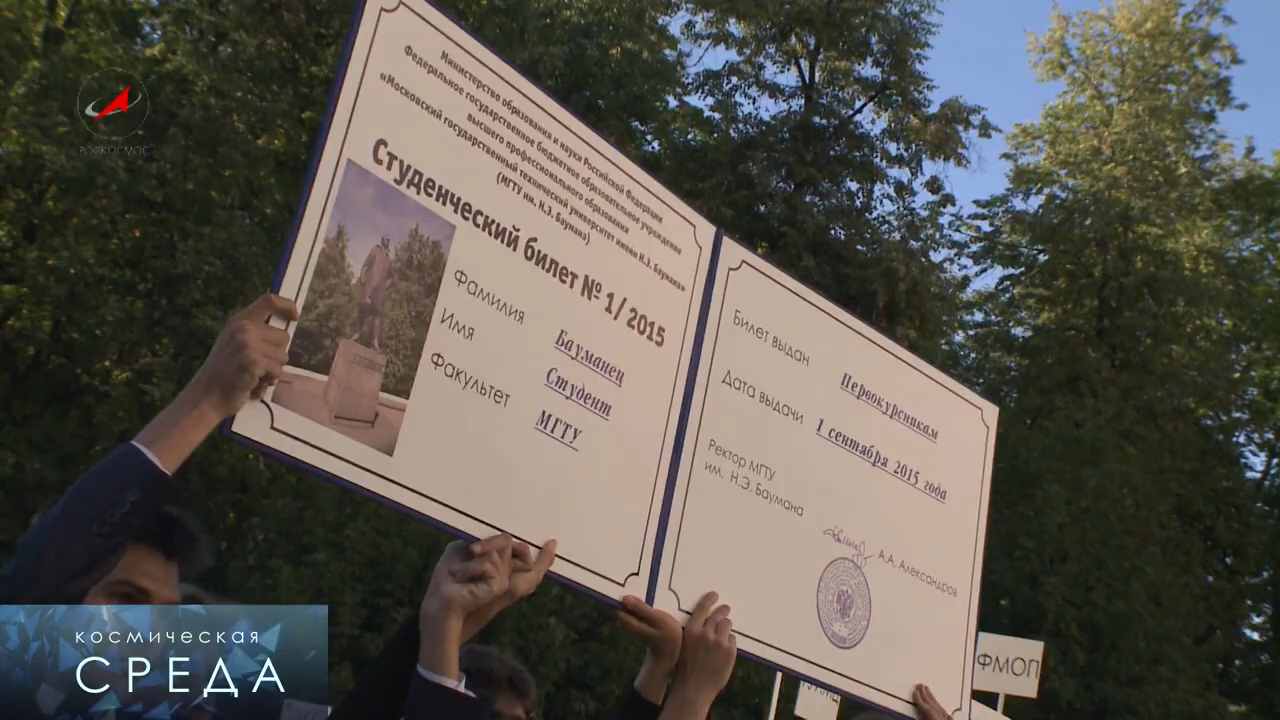 РОСКОСМОС
Министерство образования и науки Российской Федерации
Федеральное государственное бюджетное образовательное учреждение
высшего профессионального образования
«Московский государственный технический университет имени Н.Э. Баумана»
(МГТУ им. Н.Э. Баумана)
Студенческий билет № 1/ 2015
Фамилия Бауманец
Имя Студент
Факультет МГТУ
Билет выдан Первокурсникам
Дата выдачи 1 сентября 2015 года
Ректор МГТУ
им. Н.Э. Баумана
А.А. Александров
ФМОП
космическая
СРЕДА